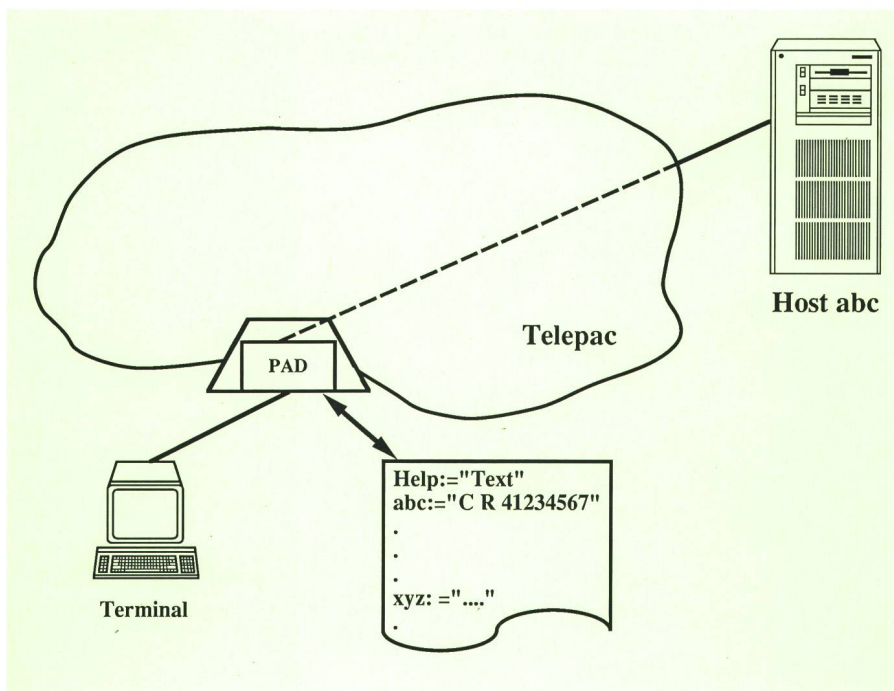 Host abc
Telepac
PAD
Help:="Text"
abc:="C R 41234567"
.
.
.
xyz: ="...."
.
Terminal